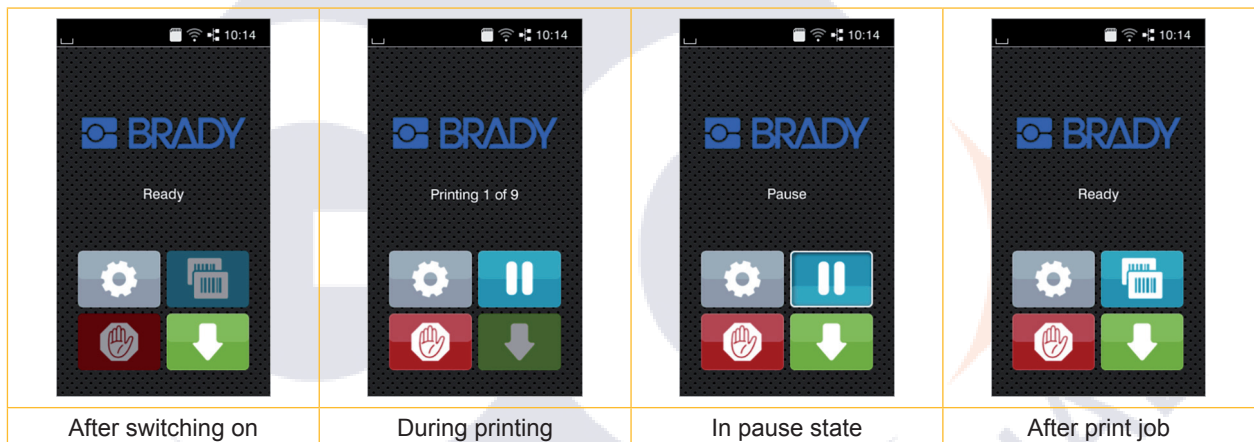 10:14
BRADY
Ready
After switching on
10:14
BRADY
Printing 1 of 9
During printing
10:14
BRADY
Pause
In pause state
10:14
BRADY
Ready
After print job